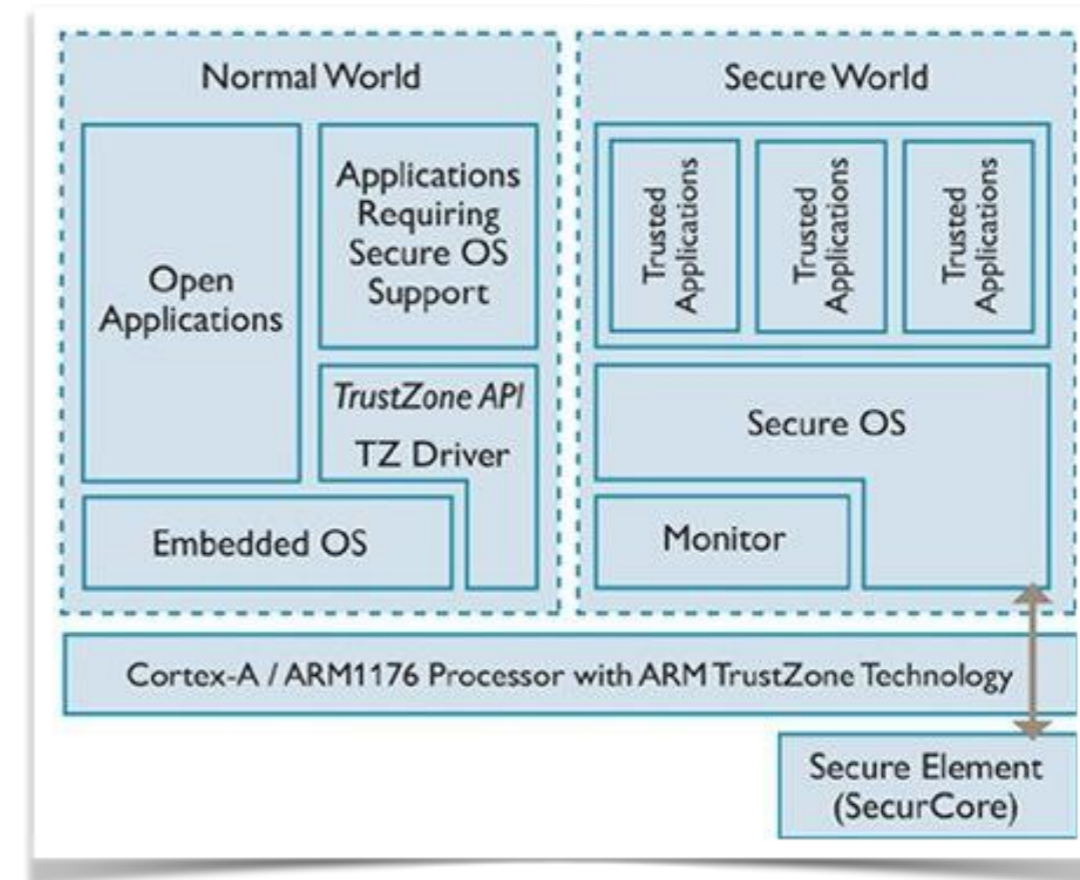 Normal World
Open
Applications
Applications
Requiring
Secure OS
Support
TrustZone API
TZ Driver
Embedded OS
Secure World
Trusted
Applications
Trusted
Applications
Trusted
Applications
Secure OS
Monitor
Cortex-A / ARM1176 Processor with ARM TrustZone Technology
Secure Element
(SecurCore)